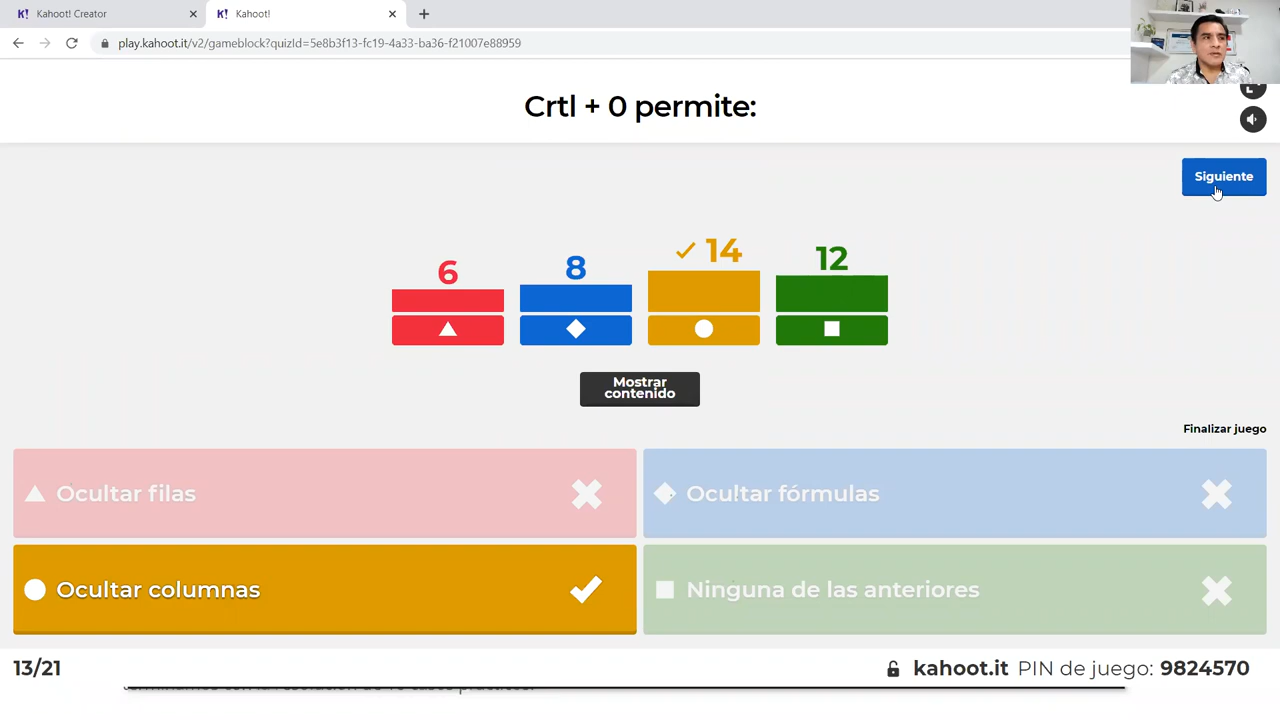 Kahoot! Creator
Kahoot!
play.kahoot.it/v2/gameblock?quizId=5e8b3f13-fc19-4a33-ba36-f21007e88959
Crtl + 0 permite:
Siguiente
6
8
14
12
Mostrar
contenido
Finalizar juego
Ocultar filas
Ocultar fórmulas
Ocultar columnas
Ninguna de las anteriores
13/21
kahoot.it PIN de juego: 9824570